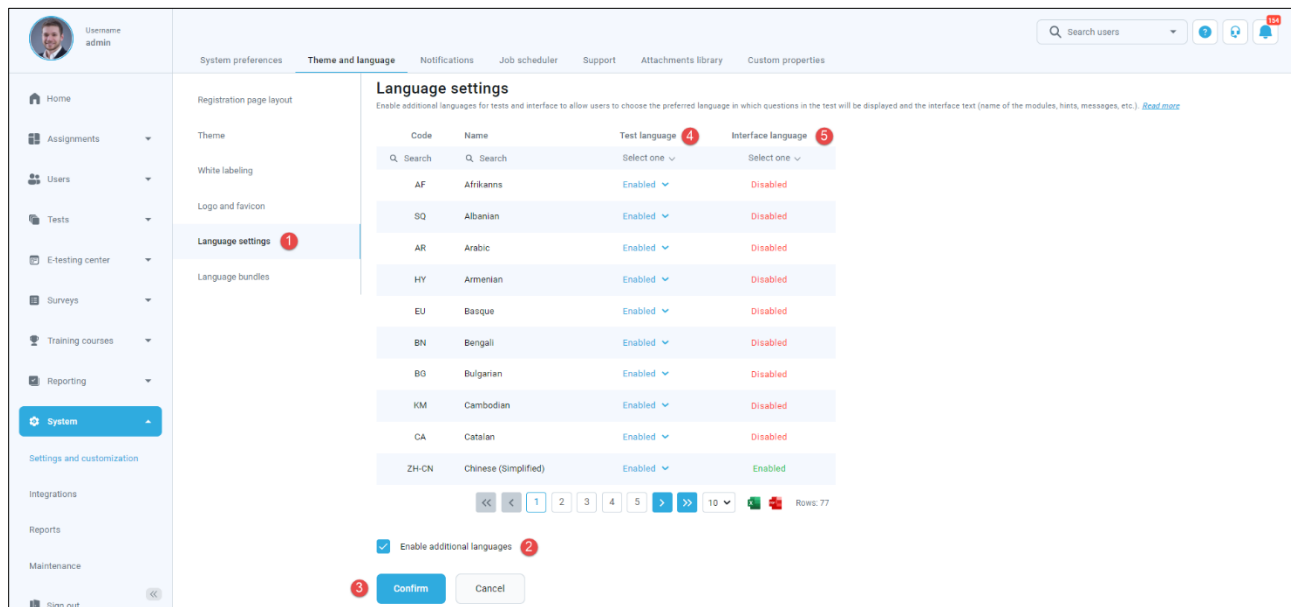 Username
admin
Search users
?
194
System preferences Theme and language Notifications Job scheduler Support Attachments library Custom properties
Home
Assignments
Users
Tests
E-testing center
Surveys
Training courses
Reporting
System
Settings and customization
Integrations
Reports
Maintenance
Sign out
Registration page layout
Theme
White labeling
Logo and favicon
Language settings 1
Language bundles
Language settings
Enable additional languages for tests and interface to allow users to choose the preferred language in which questions in the test will be displayed and the interface text (name of the modules, hints, messages, etc.). Read more
Code Name Test language 4 Interface language 5
Search Search Select one Select one
AF Afrikanns Enabled Disabled
SQ Albanian Enabled Disabled
AR Arabic Enabled Disabled
HY Armenian Enabled Disabled
EU Basque Enabled Disabled
BN Bengali Enabled Disabled
BG Bulgarian Enabled Disabled
KM Cambodian Enabled Disabled
CA Catalan Enabled Disabled
ZH-CN Chinese (Simplified) Enabled Enabled
<< < 1 2 3 4 5 > >> 10 Rows: 77
Enable additional languages 2
3 Confirm Cancel